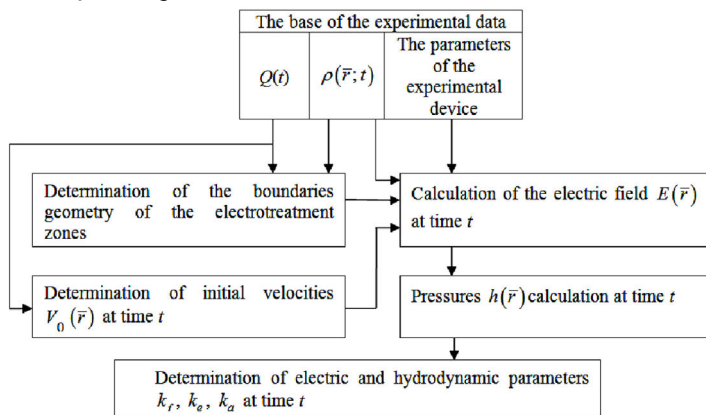 The base of the experimental data
Q(t)
ρ(r̅; t)
The parameters
of the
experimental
device
Determination of the boundaries
geometry of the electrotreatment
zones
Calculation of the electric field E(r̅)
at time t
Determination of initial velocities
V₀(r̅) at time t
Pressures h(r̅) calculation at time t
Determination of electric and hydrodynamic parameters
k_f, k_e, k_a at time t